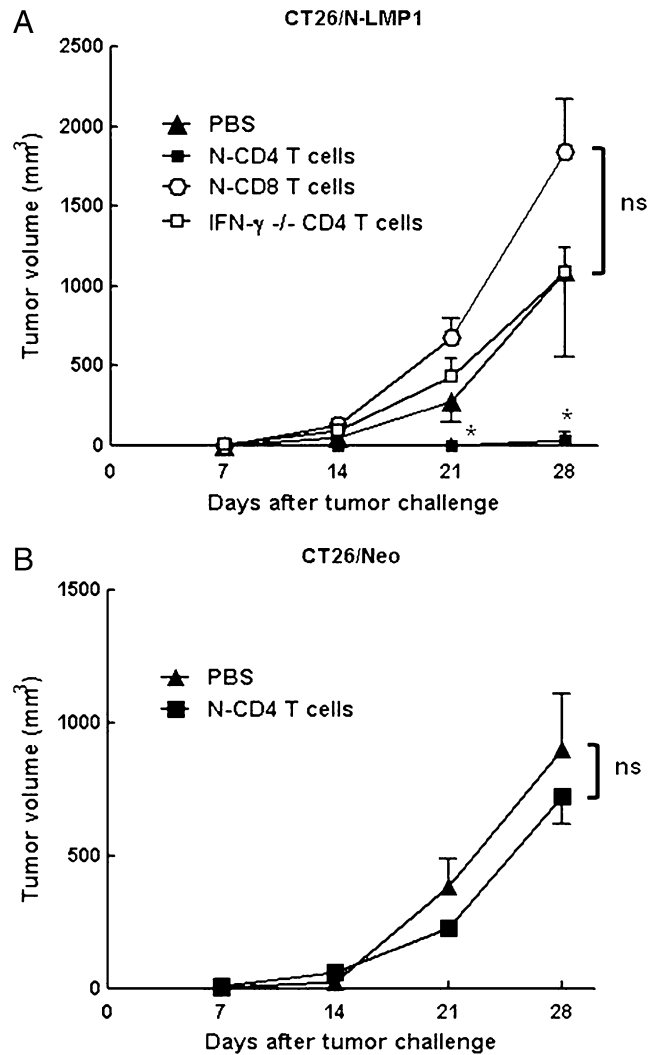 A
CT26/N-LMP1
2500
2000
1500
1000
500
0
Tumor volume (mm3)
PBS
N-CD4 T cells
N-CD8 T cells
IFN-γ -/- CD4 T cells
ns
*
*
0 7 14 21 28
Days after tumor challenge
B
CT26/Neo
1500
1000
500
0
Tumor volume (mm3)
PBS
N-CD4 T cells
ns
0 7 14 21 28
Days after tumor challenge